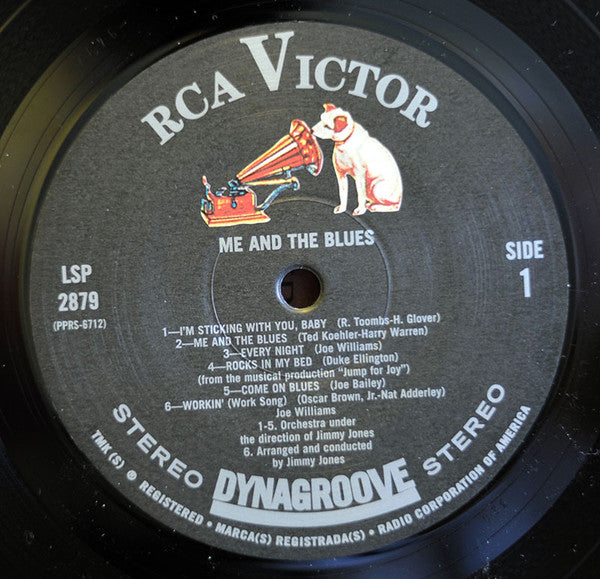 RCA VICTOR
ME AND THE BLUES
LSP
2879
(PPRS-6712)
SIDE
1
1—I'M STICKING WITH YOU, BABY (R. Toombs-H. Glover)
2—ME AND THE BLUES (Ted Koehler-Harry Warren)
3—EVERY NIGHT (Joe Williams)
4—ROCKS IN MY BED (Duke Ellington)
(from the musical production "Jump for Joy")
5—COME ON BLUES (Joe Bailey)
6—WORKIN' (Work Song) (Oscar Brown, Jr.-Nat Adderley)
Joe Williams
1-5. Orchestra under
the direction of Jimmy Jones
6. Arranged and conducted
by Jimmy Jones
STEREO
DYNAGROOVE
STEREO
TMK(S) ® REGISTERED • MARCA(S) REGISTRADA(S) • RADIO CORPORATION OF AMERICA